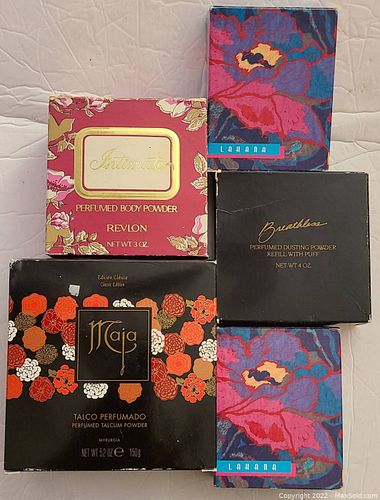 LAHANA
Intimate
PERFUMED BODY POWDER
REVLON
NET WT 3 OZ.
Breathless
PERFUMED DUSTING POWDER
REFILL WITH PUFF
NET WT 4 OZ.
Edición Clásica
Classic Edition
Maja
TALCO PERFUMADO
PERFUMED TALCUM POWDER
MYRURGIA
NET WT 5.2 OZ ℮ 150g
LAHANA
Copyright 2022 - MaxSold.com